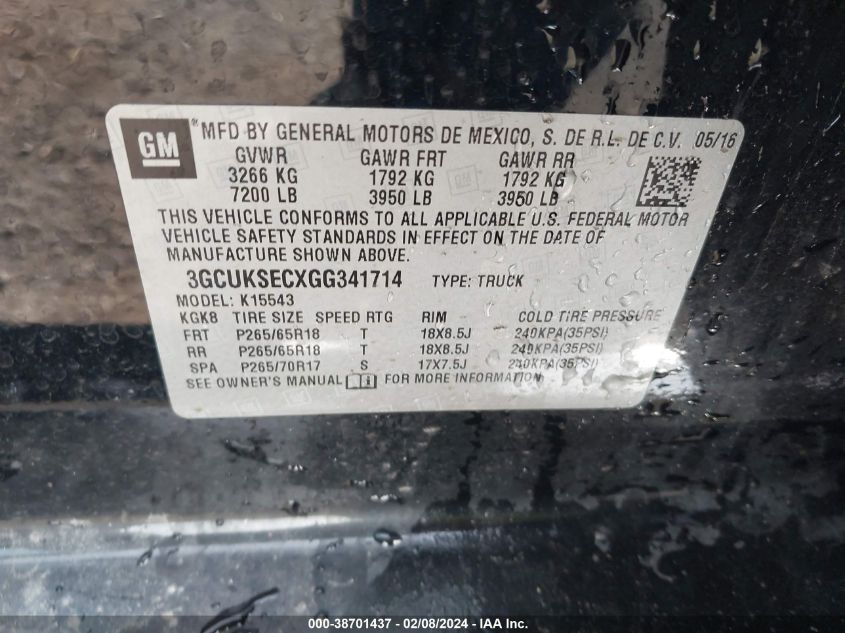 GM ® MFD BY GENERAL MOTORS DE MEXICO, S. DE R.L. DE C.V. 05/16
GVWR GAWR FRT GAWR RR
3266 KG 1792 KG 1792 KG
7200 LB 3950 LB 3950 LB
THIS VEHICLE CONFORMS TO ALL APPLICABLE U.S. FEDERAL MOTOR
VEHICLE SAFETY STANDARDS IN EFFECT ON THE DATE OF
MANUFACTURE SHOWN ABOVE.
3GCUKSECXGG341714 TYPE: TRUCK
MODEL: K15543
KGK8 TIRE SIZE SPEED RTG RIM COLD TIRE PRESSURE
FRT P265/65R18 T 18X8.5J 240KPA(35PSI)
RR P265/65R18 T 18X8.5J 240KPA(35PSI)
SPA P265/70R17 S 17X7.5J 240KPA(35PSI)
SEE OWNER'S MANUAL FOR MORE INFORMATION
000-38701437 - 02/08/2024 - IAA Inc.